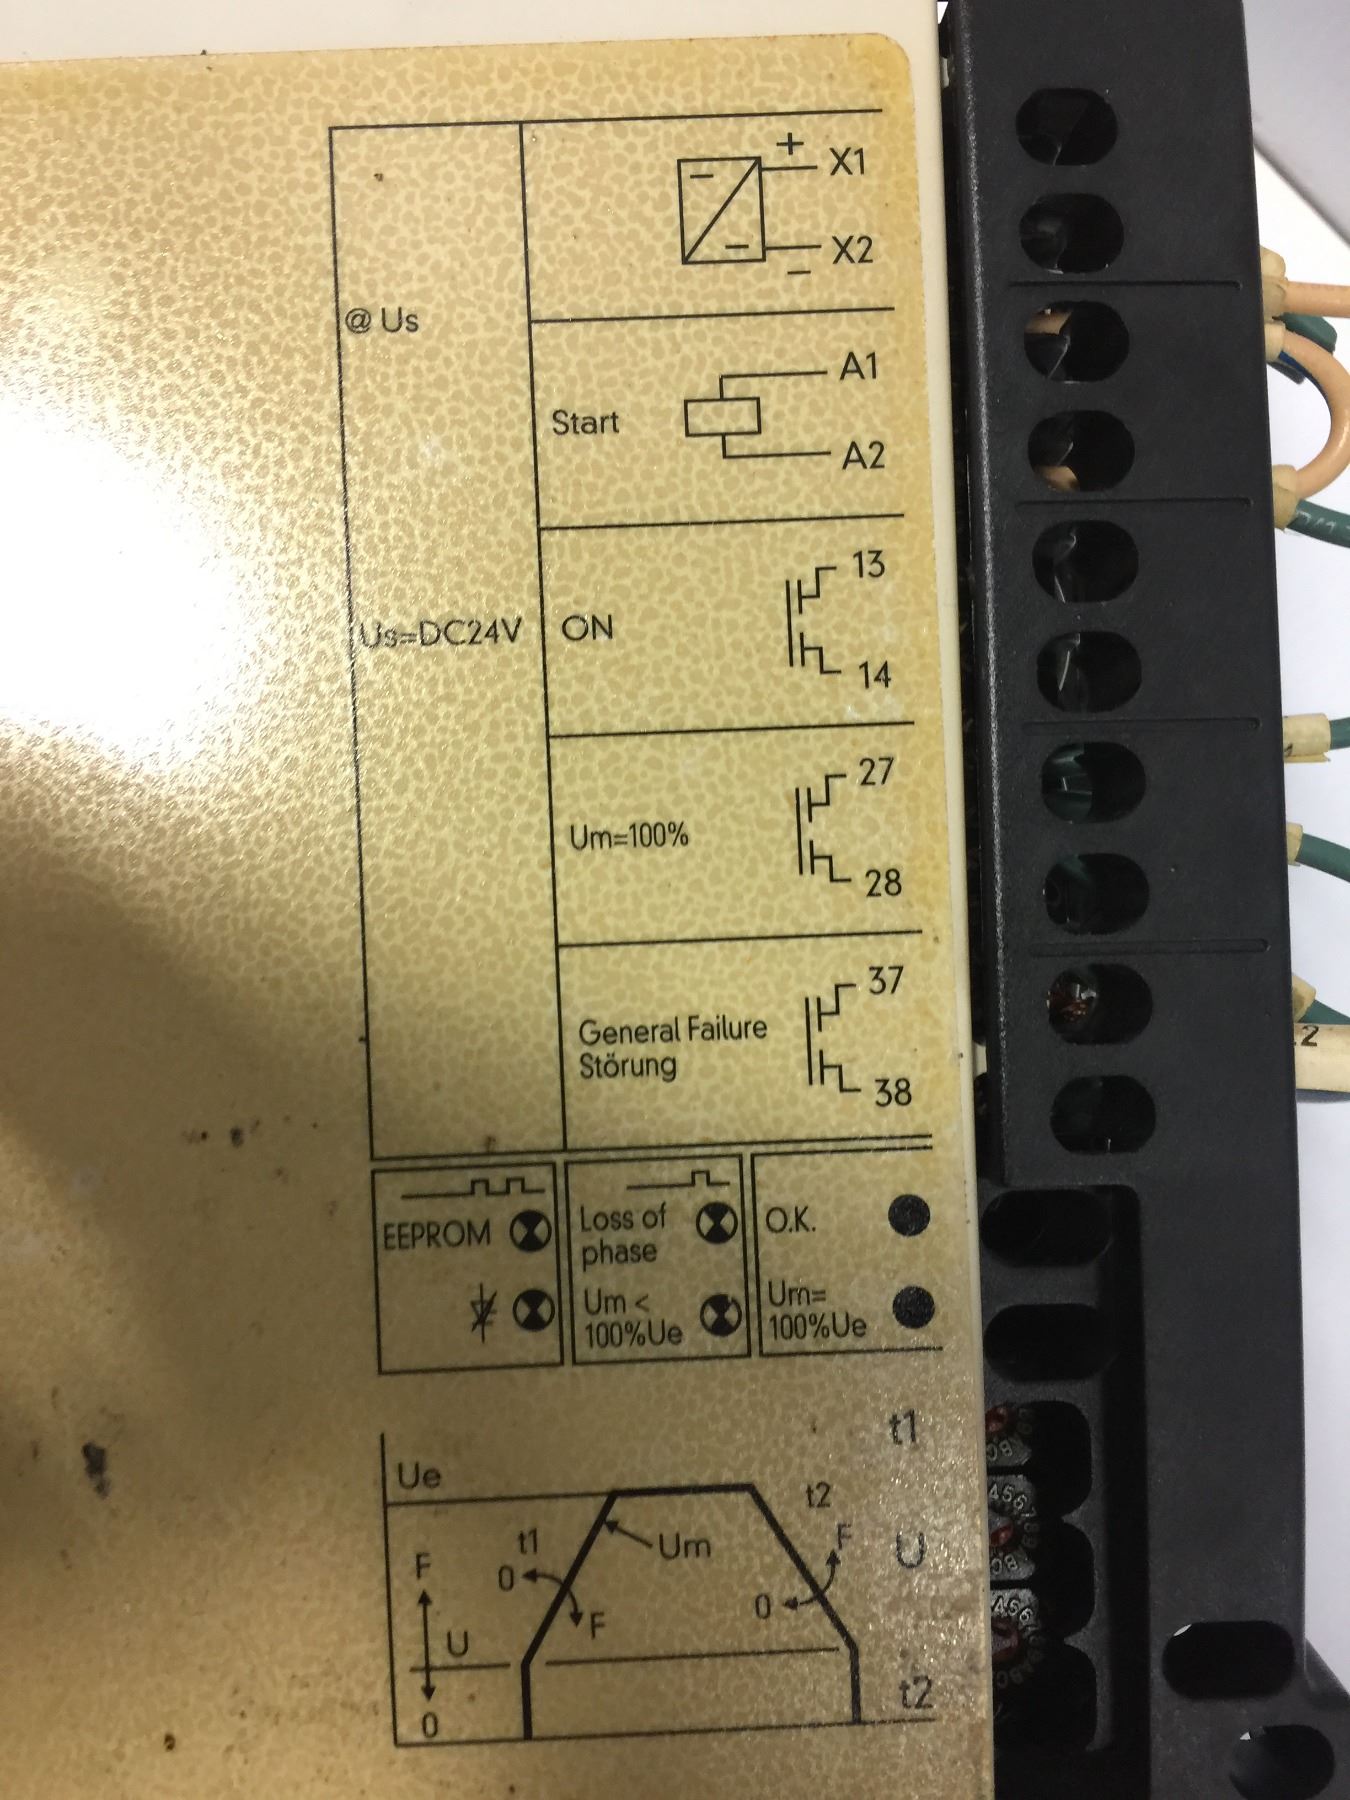 +
X1
X2
−
@ Us
Start
A1
A2
Us=DC24V
ON
13
14
Um=100%
27
28
General Failure
Störung
37
38
EEPROM
Loss of
phase
O.K.
Um <
100%Ue
Um=
100%Ue
t1
Ue
t2
t1
Um
F
U
F
0
0
F
U
t2
0